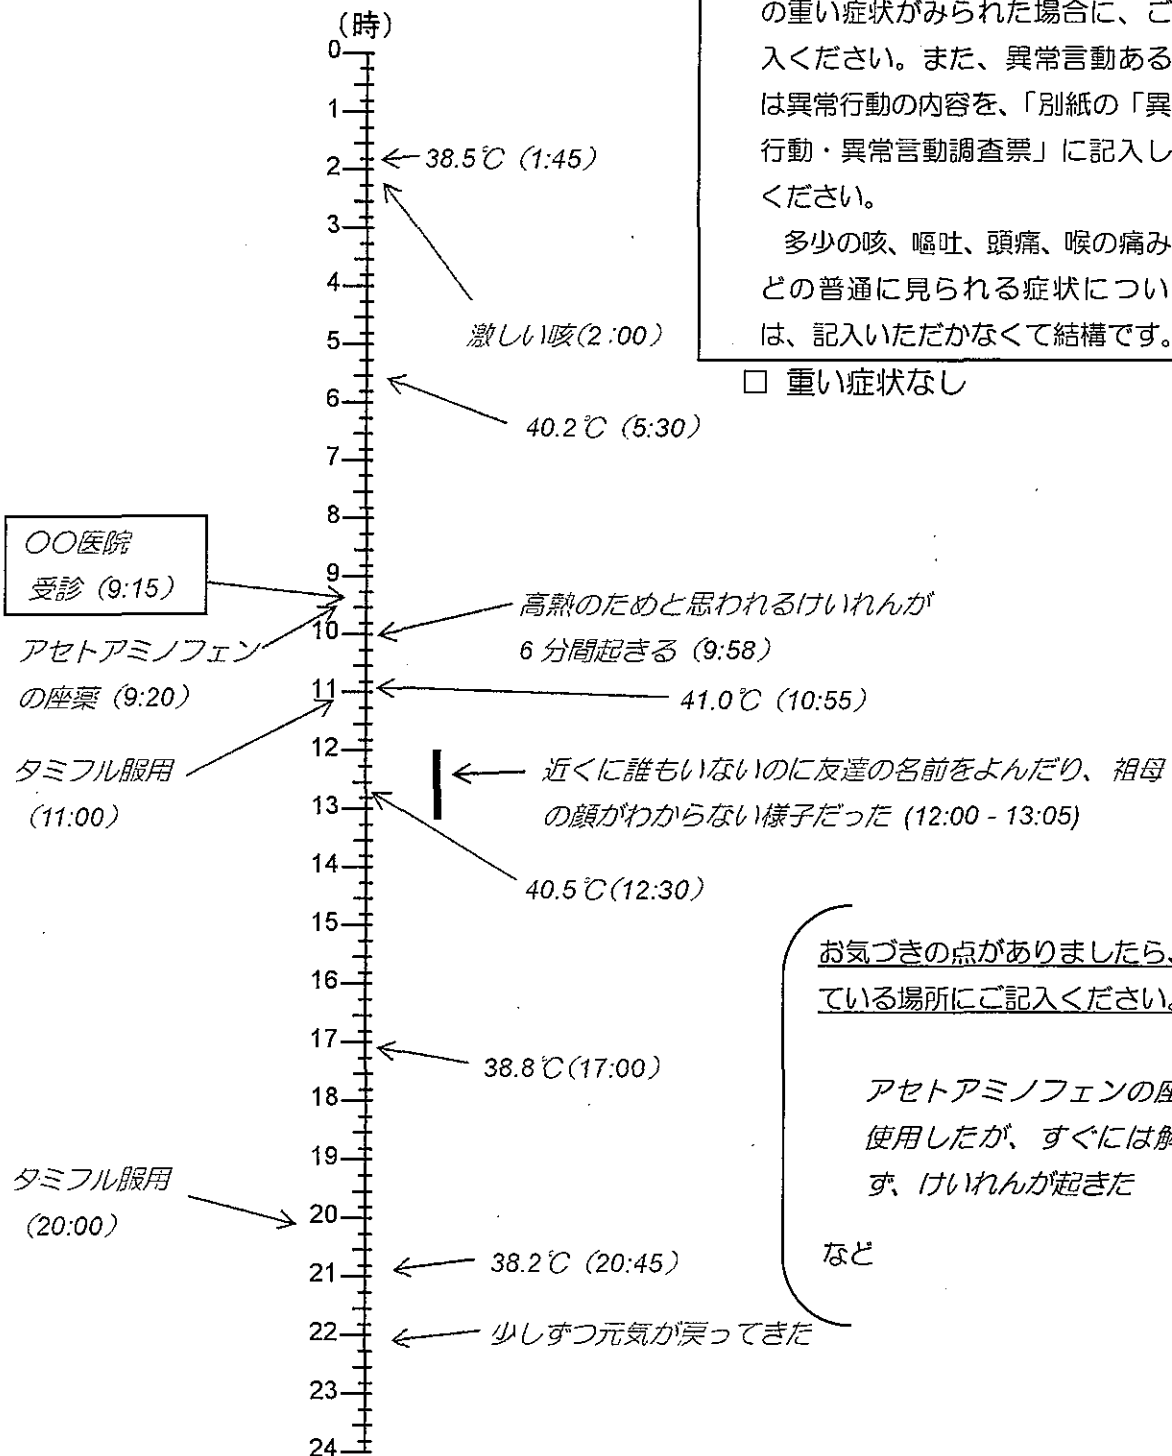 の重い症状がみられた場合に、ご
入ください。また、異常言動ある
は異常行動の内容を、「別紙の「異
行動・異常言動調査票」に記入し
ください。
多少の咳、嘔吐、頭痛、喉の痛み
どの普通に見られる症状につい
は、記入いただかなくて結構です。
□ 重い症状なし
(時)
0
1
2
38.5℃（1:45）
3
4
激しい咳(2:00）
5
6
40.2℃（5:30）
7
8
〇〇医院
受診（9:15）
9
高熱のためと思われるけいれんが
6 分間起きる（9:58）
10
アセトアミノフェン
の座薬（9:20）
11
41.0℃（10:55）
タミフル服用
（11:00）
12
近くに誰もいないのに友達の名前をよんだり、祖母
の顔がわからない様子だった (12:00 - 13:05)
13
14
40.5℃(12:30）
15
お気づきの点がありましたら、
ている場所にご記入ください。
16
17
38.8℃(17:00）
アセトアミノフェンの座
使用したが、すぐには解
ず、けいれんが起きた
18
19
タミフル服用
（20:00）
20
など
38.2℃（20:45）
21
22
少しずつ元気が戻ってきた
23
24